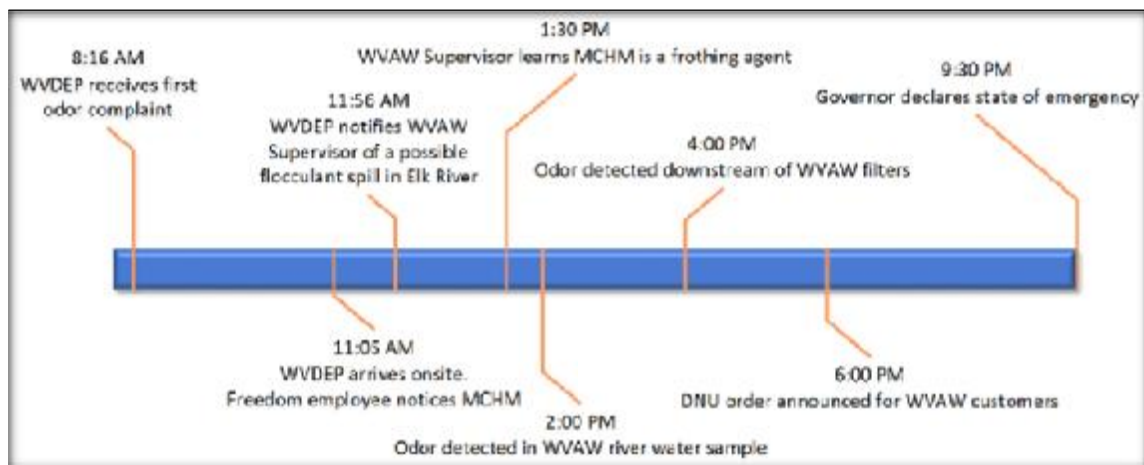 8:16 AM
WVDEP receives first
odor complaint
11:56 AM
WVDEP notifies WVAW
Supervisor of a possible
flocculant spill in Elk River
1:30 PM
WVAW Supervisor learns MCHM is a frothing agent
4:00 PM
Odor detected downstream of WVAW filters
9:30 PM
Governor declares state of emergency
11:05 AM
WVDEP arrives onsite.
Freedom employee notices MCHM
2:00 PM
Odor detected in WVAW river water sample
6:00 PM
DNU order announced for WVAW customers